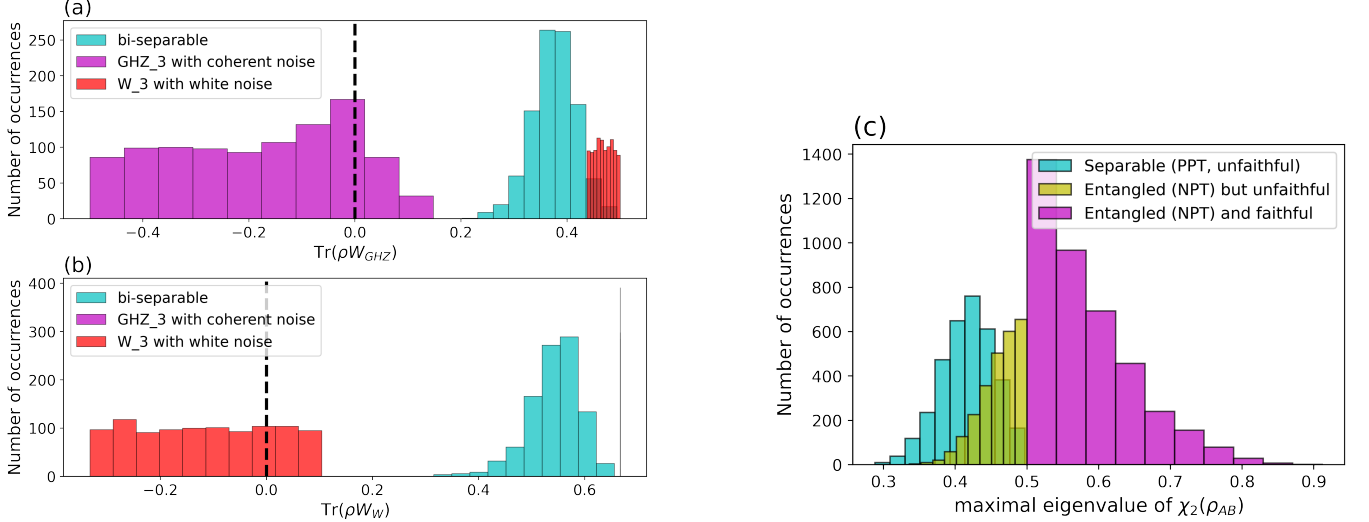 (a)
250
200
150
100
50
0
Number of occurrences
bi-separable
GHZ_3 with coherent noise
W_3 with white noise
−0.4 −0.2 0.0 0.2 0.4
Tr(ρW_GHZ)
(b)
400
300
200
100
0
Number of occurrences
bi-separable
GHZ_3 with coherent noise
W_3 with white noise
−0.2 0.0 0.2 0.4 0.6
Tr(ρW_W)
(c)
1400
1200
1000
800
600
400
200
0
Number of occurrences
Separable (PPT, unfaithful)
Entangled (NPT) but unfaithful
Entangled (NPT) and faithful
0.3 0.4 0.5 0.6 0.7 0.8 0.9
maximal eigenvalue of χ₂(ρ_AB)